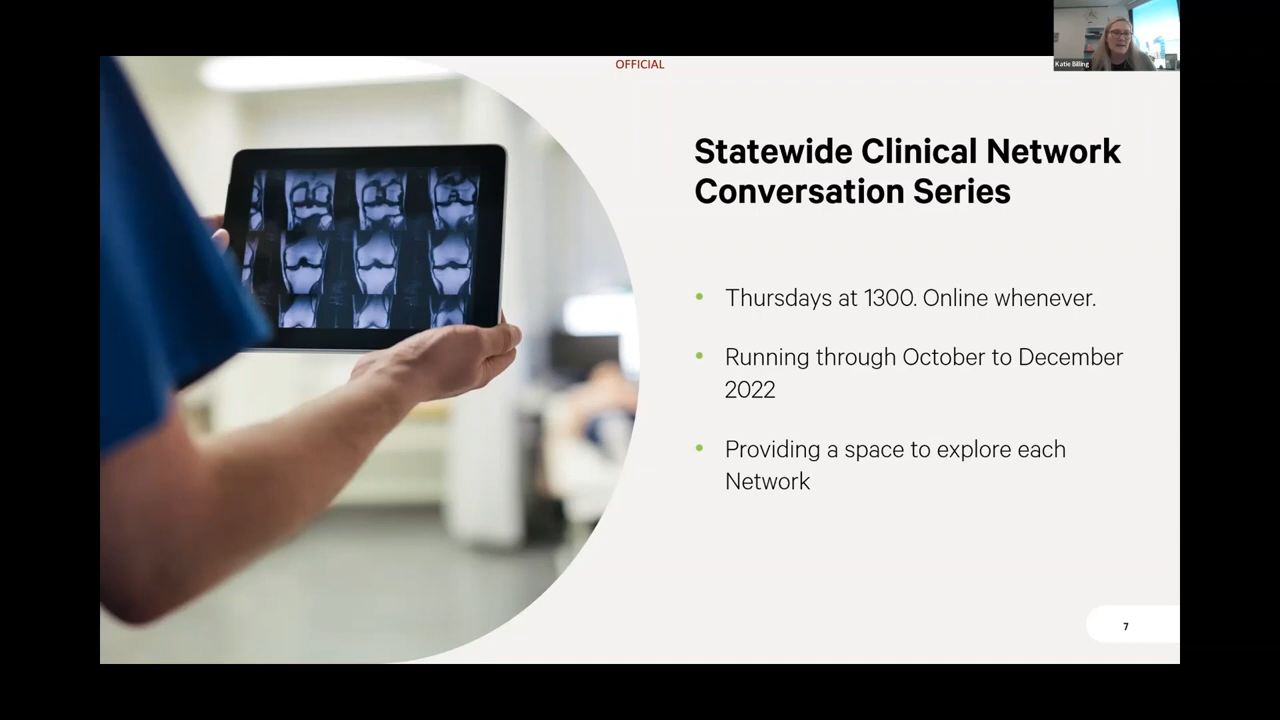 OFFICIAL
Katie Billing
Statewide Clinical Network
Conversation Series
• Thursdays at 1300. Online whenever.
• Running through October to December
2022
• Providing a space to explore each
Network
7